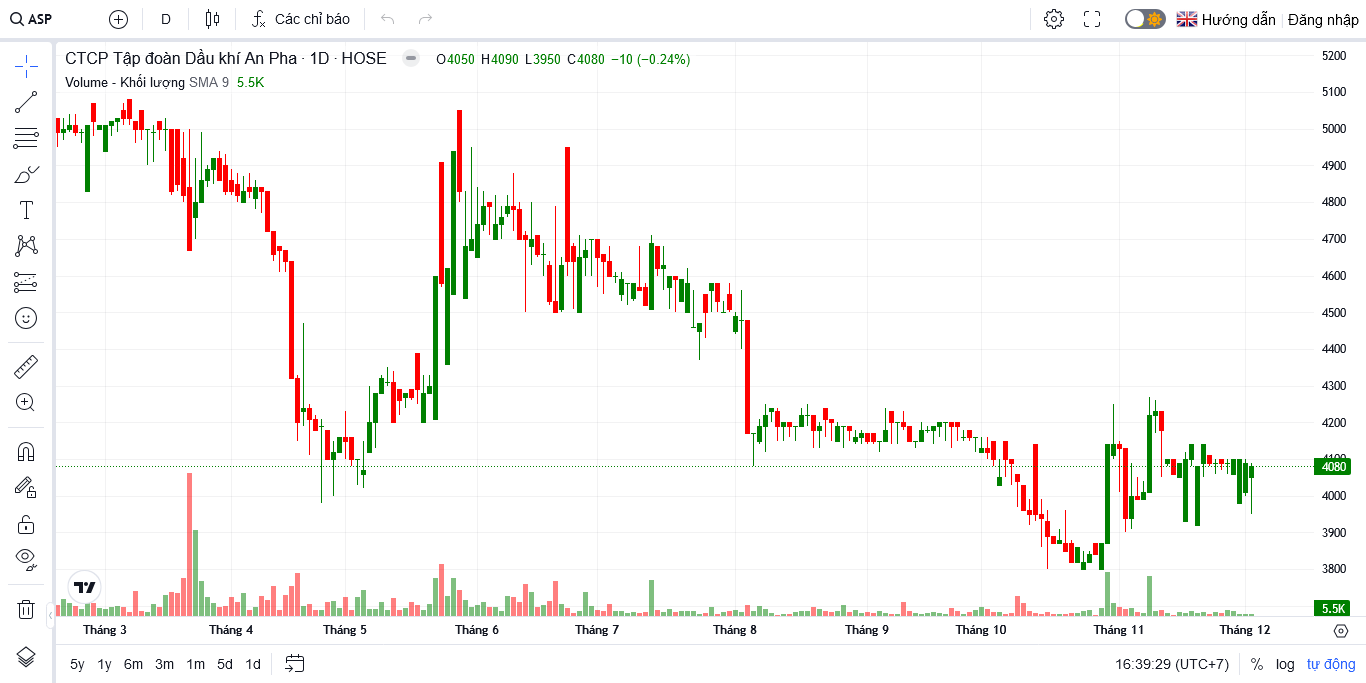 ASP D Các chỉ báo Hướng dẫn Đăng nhập
CTCP Tập đoàn Dầu khí An Pha · 1D · HOSE O4050 H4090 L3950 C4080 −10 (−0.24%)
Volume - Khối lượng SMA 9 5.5K
5200
5100
5000
4900
4800
4700
4600
4500
4400
4300
4200
4100
4080
4000
3900
3800
5.5K
Tháng 3 Tháng 4 Tháng 5 Tháng 6 Tháng 7 Tháng 8 Tháng 9 Tháng 10 Tháng 11 Tháng 12
5y 1y 6m 3m 1m 5d 1d 16:39:29 (UTC+7) % log tự động